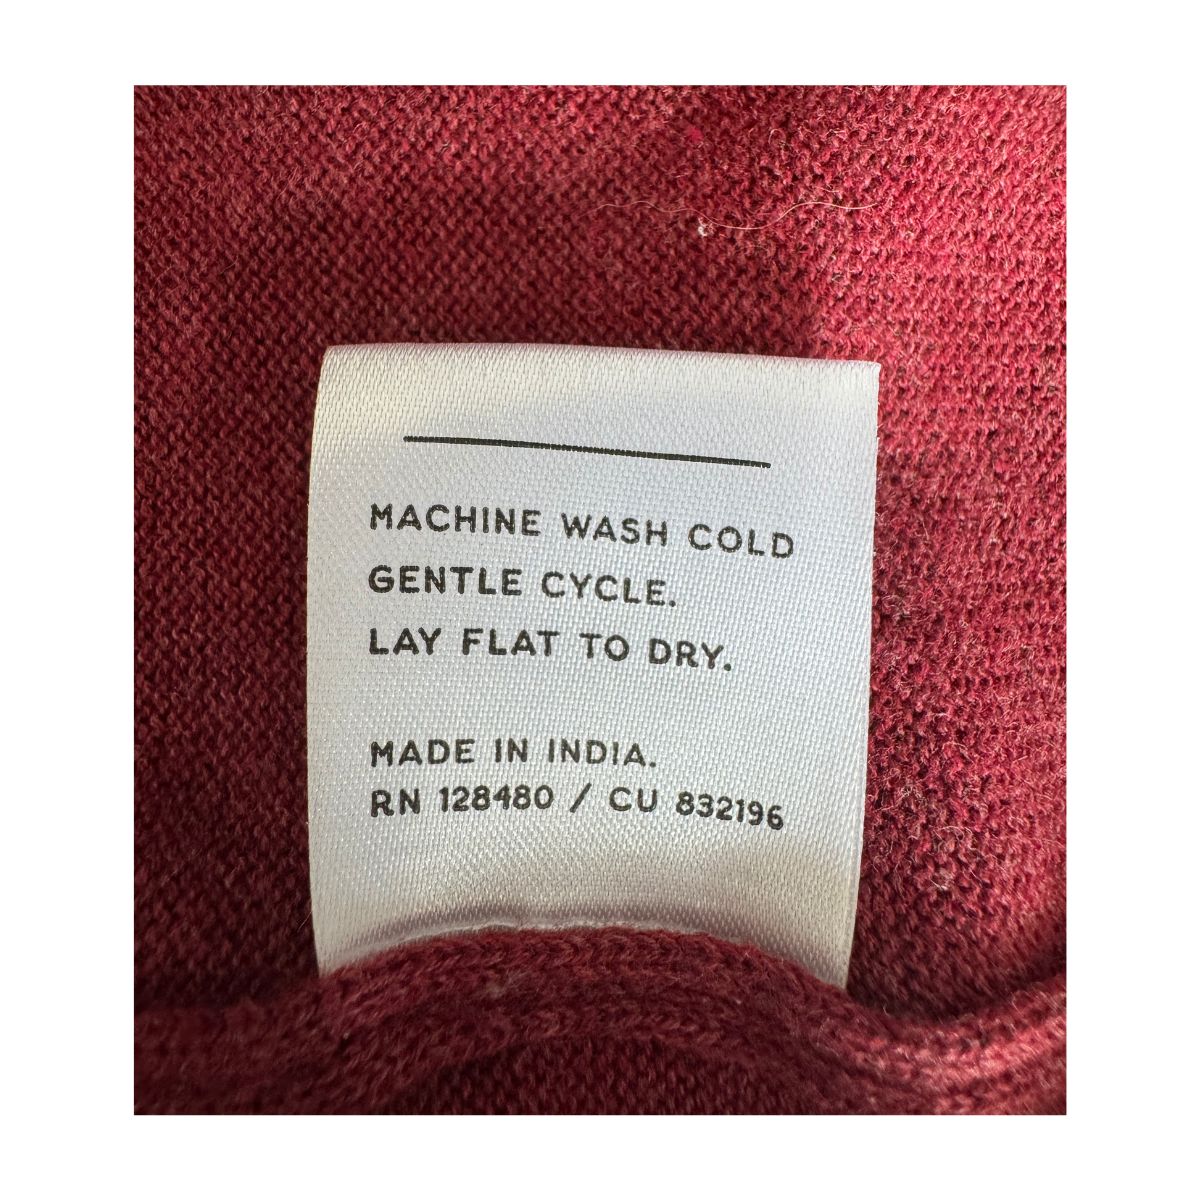 MACHINE WASH COLD
GENTLE CYCLE.
LAY FLAT TO DRY.
MADE IN INDIA.
RN 128480 / CU 832196